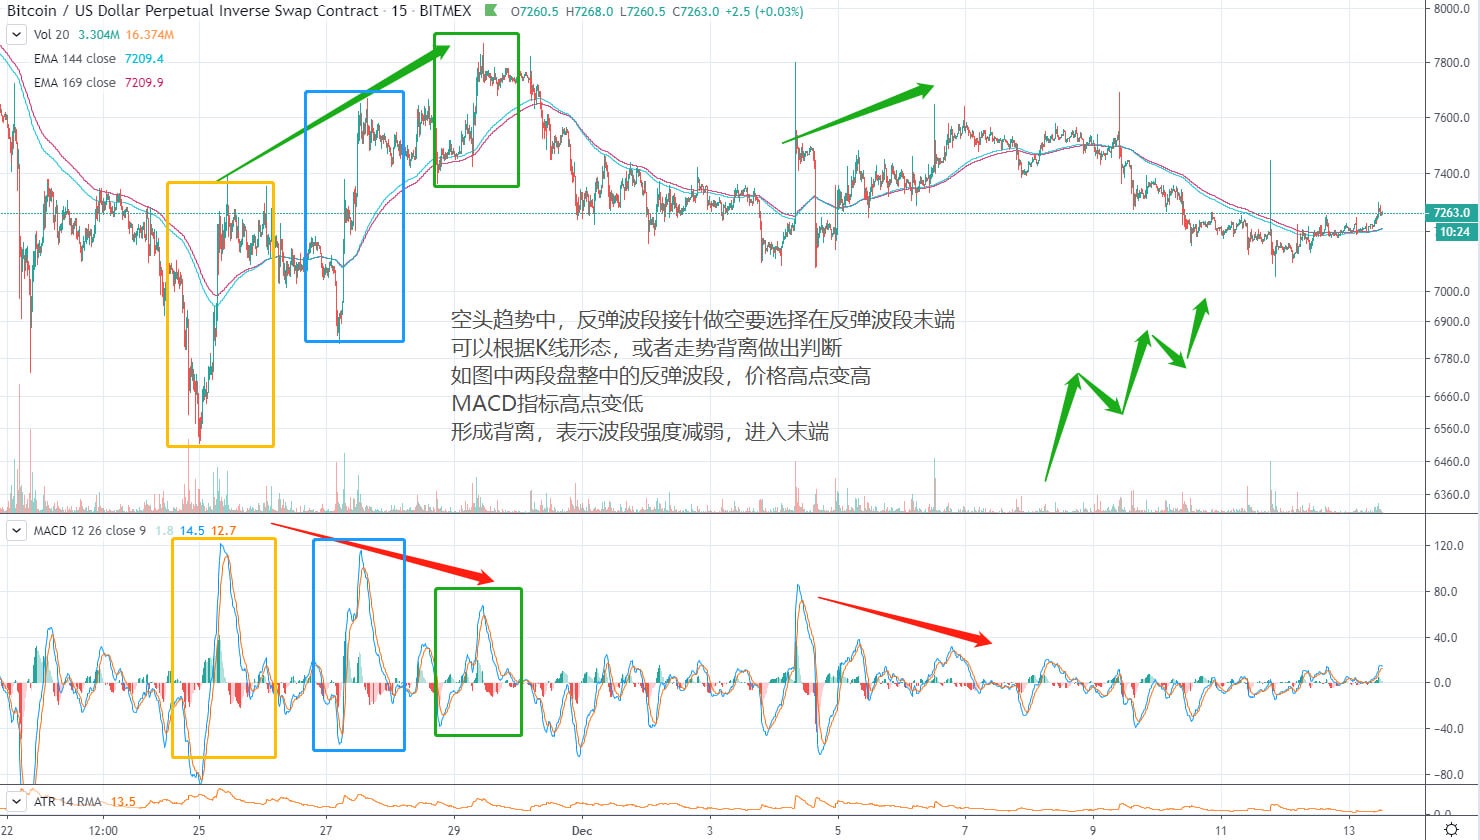 Bitcoin / US Dollar Perpetual Inverse Swap Contract · 15 · BITMEX O7260.5 H7268.0 L7260.5 C7263.0 +2.5 (+0.03%)
Vol 20 3.304M 16.374M
EMA 144 close 7209.4
EMA 169 close 7209.9
8000.0
7800.0
7600.0
7400.0
7263.0
10:24
7000.0
6900.0
6780.0
6660.0
6560.0
6460.0
6360.0
空头趋势中，反弹波段接针做空要选择在反弹波段末端
可以根据K线形态，或者走势背离做出判断
如图中两段盘整中的反弹波段，价格高点变高
MACD指标高点变低
形成背离，表示波段强度减弱，进入末端
MACD 12 26 close 9 1.8 14.5 12.7
120.0
80.0
40.0
0.0
−40.0
−80.0
ATR 14 RMA 13.5
0.0
22 12:00 25 27 29 Dec 3 5 7 9 11 13